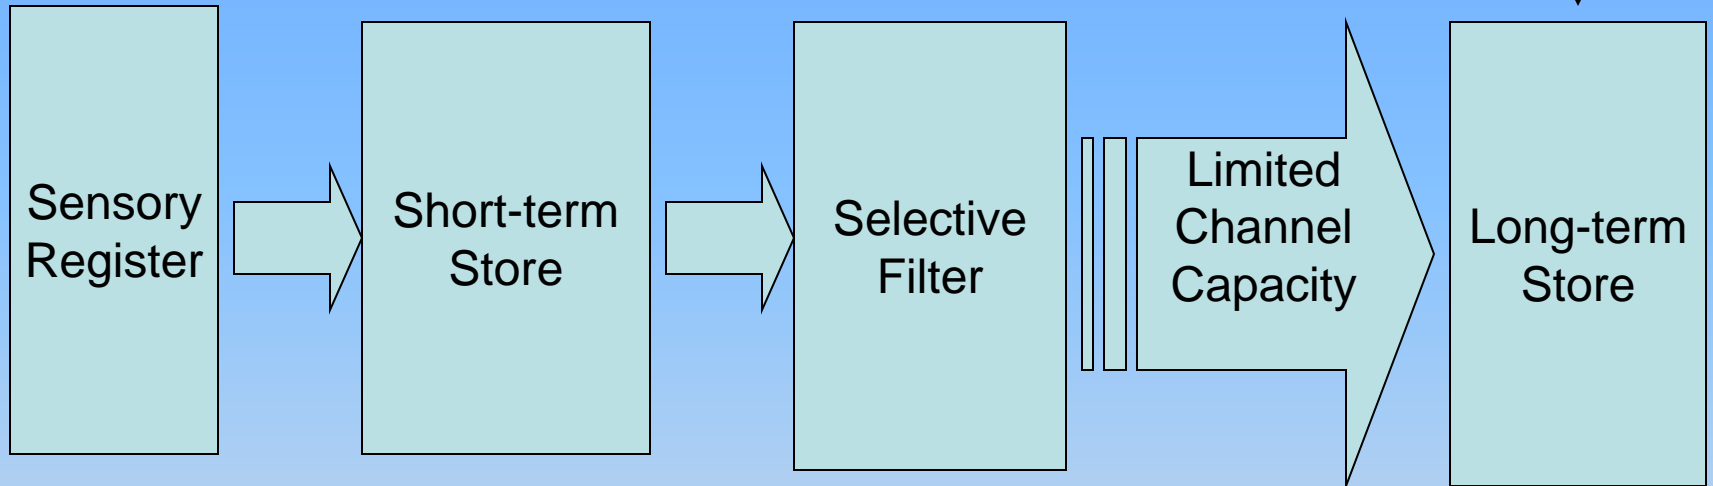 Sensory
Register
Short-term
Store
Selective
Filter
Limited
Channel
Capacity
Long-term
Store